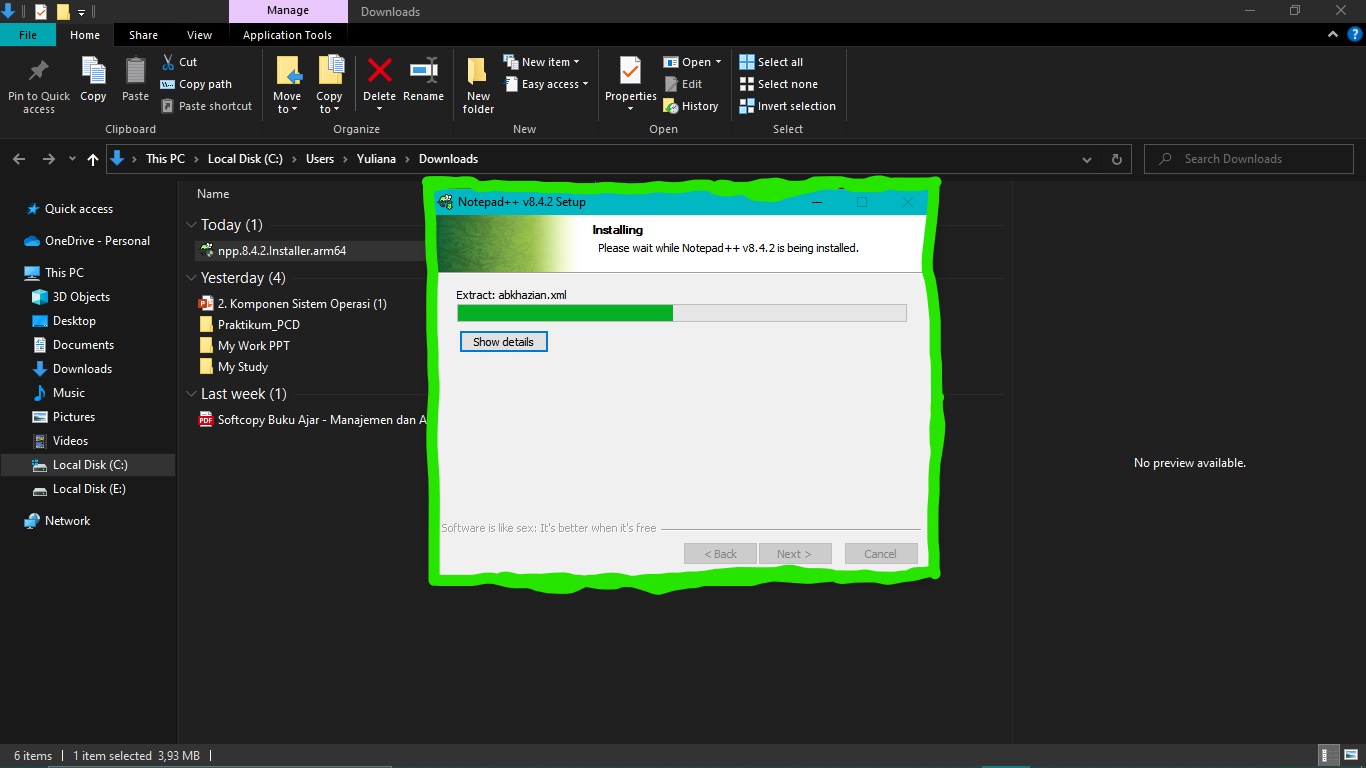 Manage
Downloads
File
Home
Share
View
Application Tools
Pin to Quick access
Copy
Paste
Cut
Copy path
Paste shortcut
Clipboard
Move to
Copy to
Delete
Rename
Organize
New folder
New item
Easy access
New
Properties
Open
Edit
History
Open
Select all
Select none
Invert selection
Select
This PC > Local Disk (C:) > Users > Yuliana > Downloads
Search Downloads
Quick access
OneDrive - Personal
This PC
3D Objects
Desktop
Documents
Downloads
Music
Pictures
Videos
Local Disk (C:)
Local Disk (E:)
Network
Name
Today (1)
npp.8.4.2.Installer.arm64
Yesterday (4)
2. Komponen Sistem Operasi (1)
Praktikum_PCD
My Work PPT
My Study
Last week (1)
PDF
Softcopy Buku Ajar - Manajemen dan A
Notepad++ v8.4.2 Setup
Installing
Please wait while Notepad++ v8.4.2 is being installed.
Extract: abkhazian.xml
Show details
Software is like sex: It's better when it's free
< Back
Next >
Cancel
No preview available.
6 items
1 item selected 3,93 MB